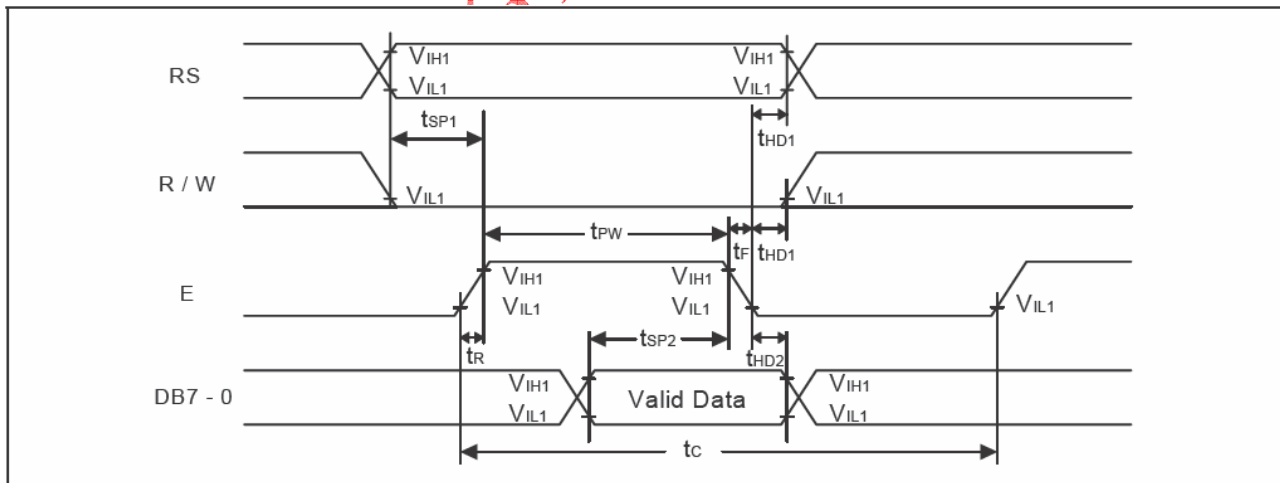 RS
VIH1
VIH1
VIL1
VIL1
tSP1
tHD1
R / W
VIL1
VIL1
tPW
tF
tHD1
E
VIH1
VIH1
VIL1
VIL1
VIL1
tR
tSP2
tHD2
DB7 - 0
VIH1
VIL1
Valid Data
VIH1
VIL1
tC